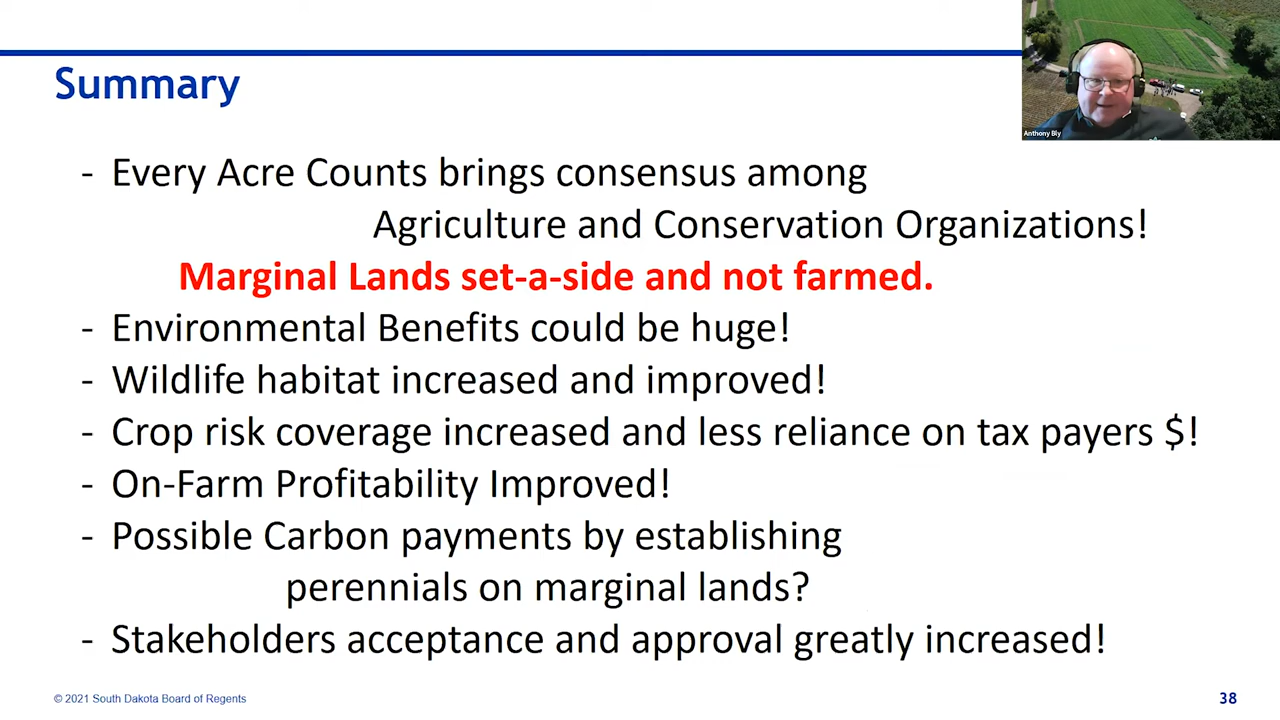 Summary
Anthony Bly
- Every Acre Counts brings consensus among
Agriculture and Conservation Organizations!
Marginal Lands set-a-side and not farmed.
- Environmental Benefits could be huge!
- Wildlife habitat increased and improved!
- Crop risk coverage increased and less reliance on tax payers $!
- On-Farm Profitability Improved!
- Possible Carbon payments by establishing
perennials on marginal lands?
- Stakeholders acceptance and approval greatly increased!
© 2021 South Dakota Board of Regents
38